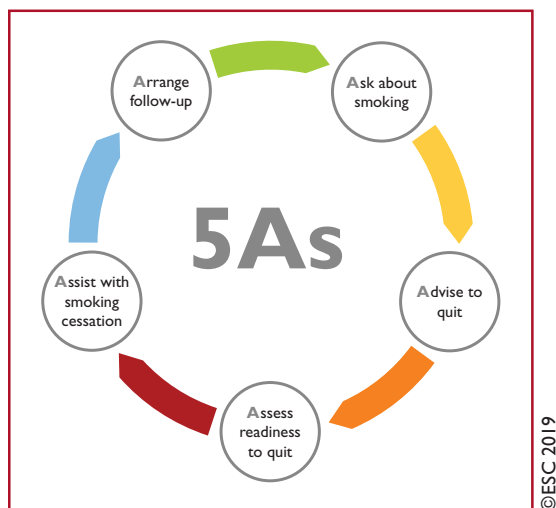 5As
Ask about
smoking
Advise to
quit
Assess
readiness
to quit
Assist with
smoking
cessation
Arrange
follow-up
©ESC 2019